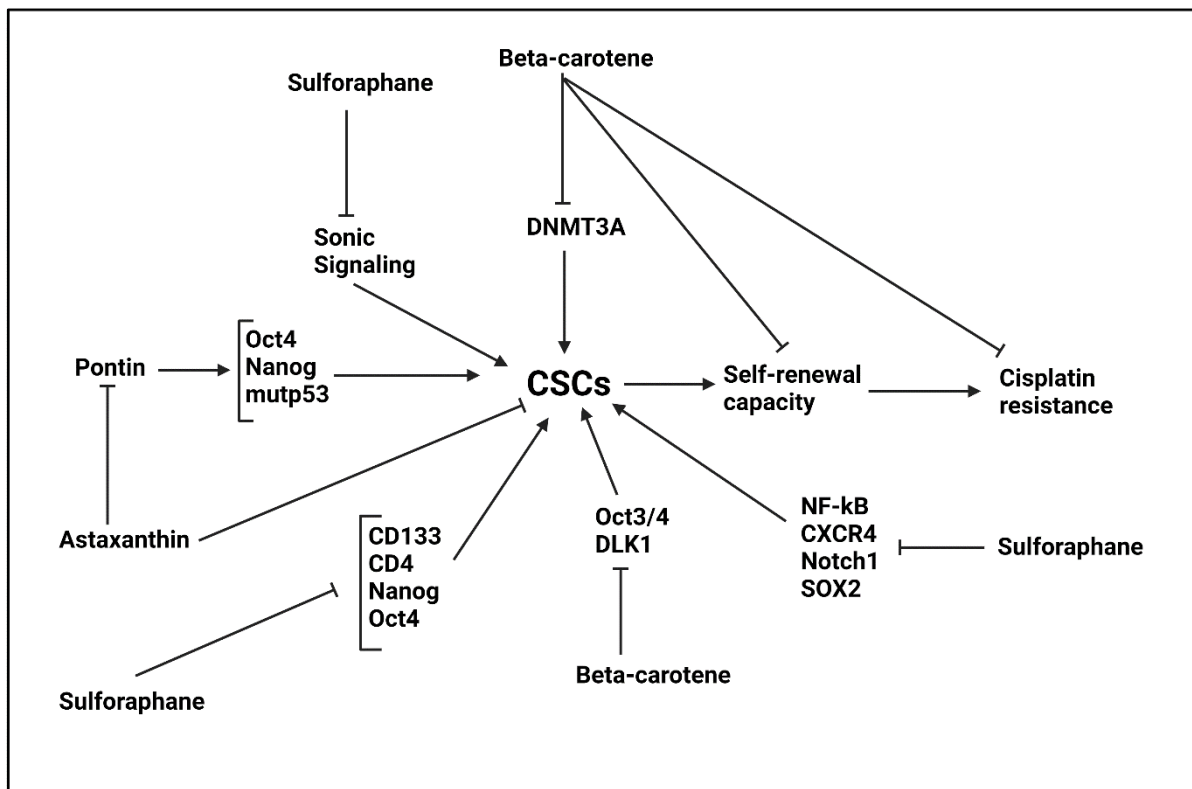 Beta-carotene
Sulforaphane
DNMT3A
Sonic
Signaling
Oct4
Nanog
mutp53
Pontin
CSCs
Self-renewal
capacity
Cisplatin
resistance
Astaxanthin
CD133
CD4
Nanog
Oct4
Oct3/4
DLK1
NF-kB
CXCR4
Notch1
SOX2
Sulforaphane
Beta-carotene
Sulforaphane